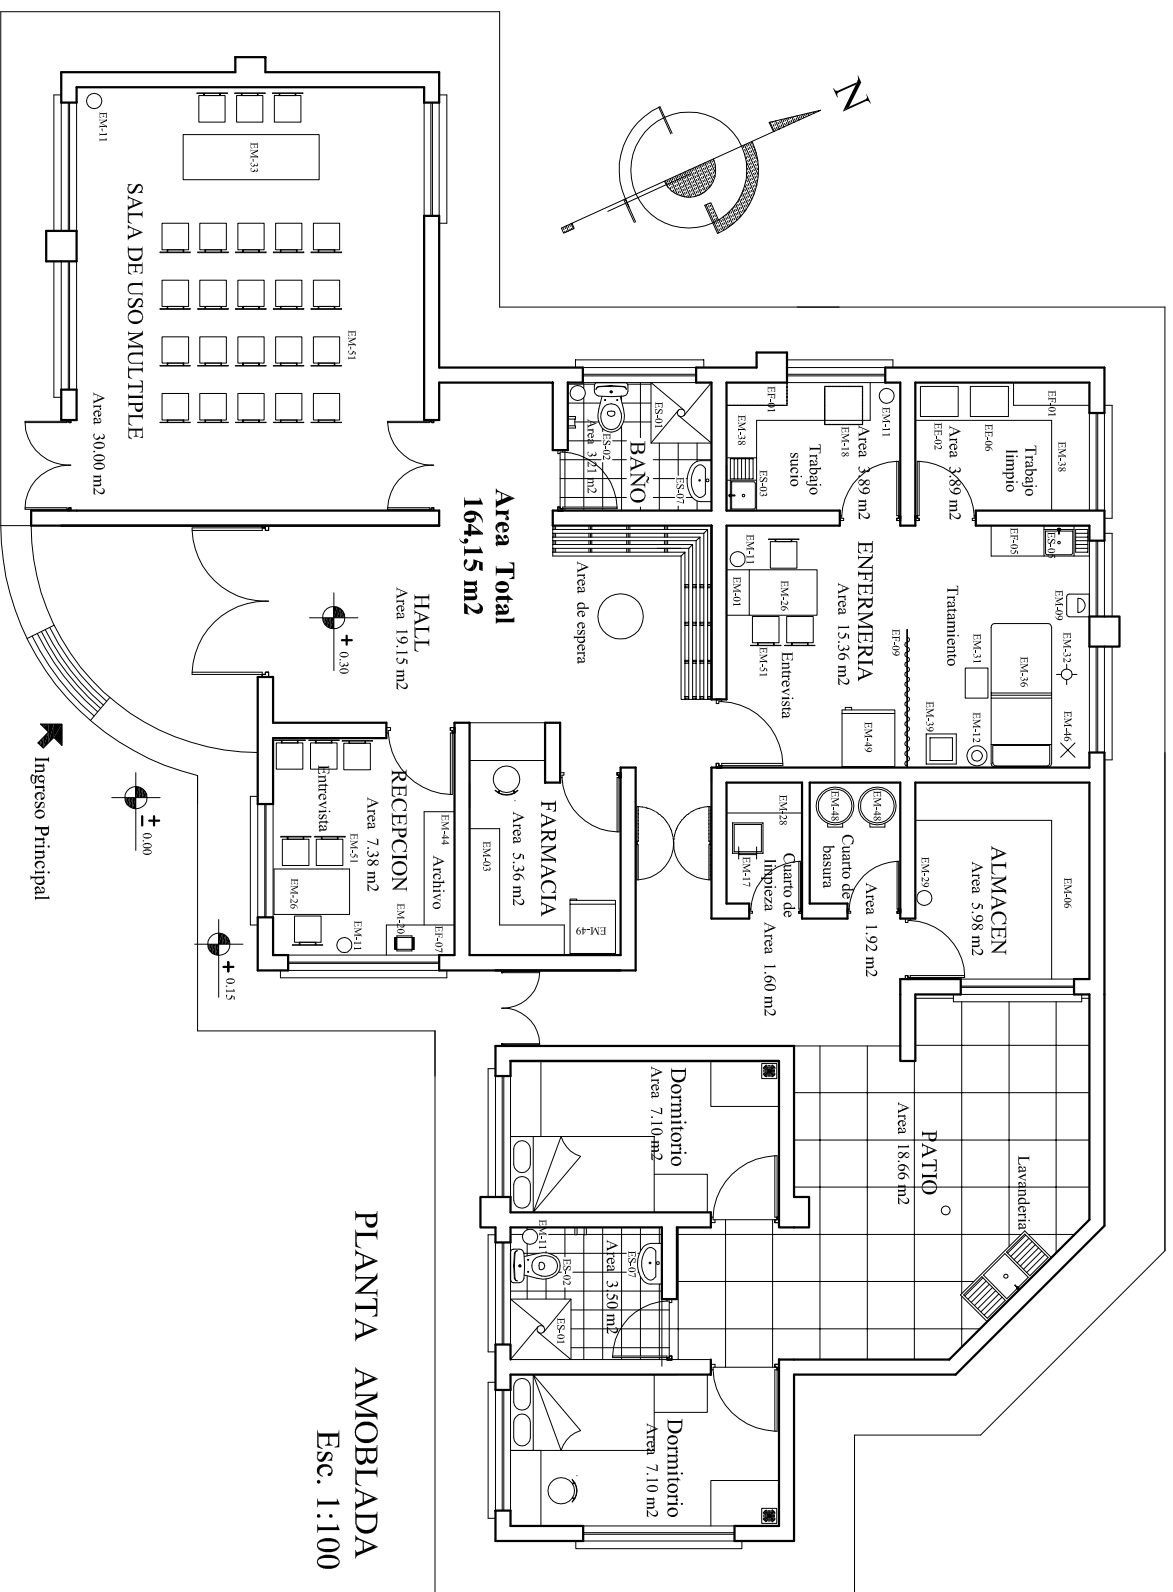 N
EM-11
EM-33
SALA DE USO MULTIPLE
EM-51
Area 30.00 m2
Area Total
164,15 m2
ES-01
ES-02
Area 3.21 m2
BAÑO
ES-07
EF-01
EM-38
ES-03
Trabajo
sucio
EM-18
Area 3.89 m2
EM-11
EE-02
EE-06
Area 3.89 m2
Trabajo
limpio
EF-01
EM-38
Area de espera
HALL
Area 19.15 m2
+ 0.30
EM-11
EM-01
EM-26
EM-51
Entrevista
ENFERMERIA
Area 15.36 m2
EF-09
EM-49
Tratamiento
EF-05
ES-05
EM-09
EM-31
EM-36
EM-32
EM-46
EM-39
EM-12
Ingreso Principal
+ 0.00
–
+ 0.15
RECEPCION
Area 7.38 m2
Entrevista
EM-51
EM-26
EM-11
EM-20
EF-07
EM-44
Archivo
FARMACIA
Area 5.36 m2
EM-03
EM-49
EM-28
EM-17
Cuarto de
limpieza Area 1.60 m2
EM-48
EM-48
Cuarto de
basura
Area 1.92 m2
EM-29
ALMACEN
Area 5.98 m2
EM-06
Dormitorio
Area 7.10 m2
PATIO
Area 18.66 m2
Lavanderia
EM-11
ES-02
Area 3.50 m2
ES-07
ES-01
Dormitorio
Area 7.10 m2
PLANTA AMOBLADA
Esc. 1:100